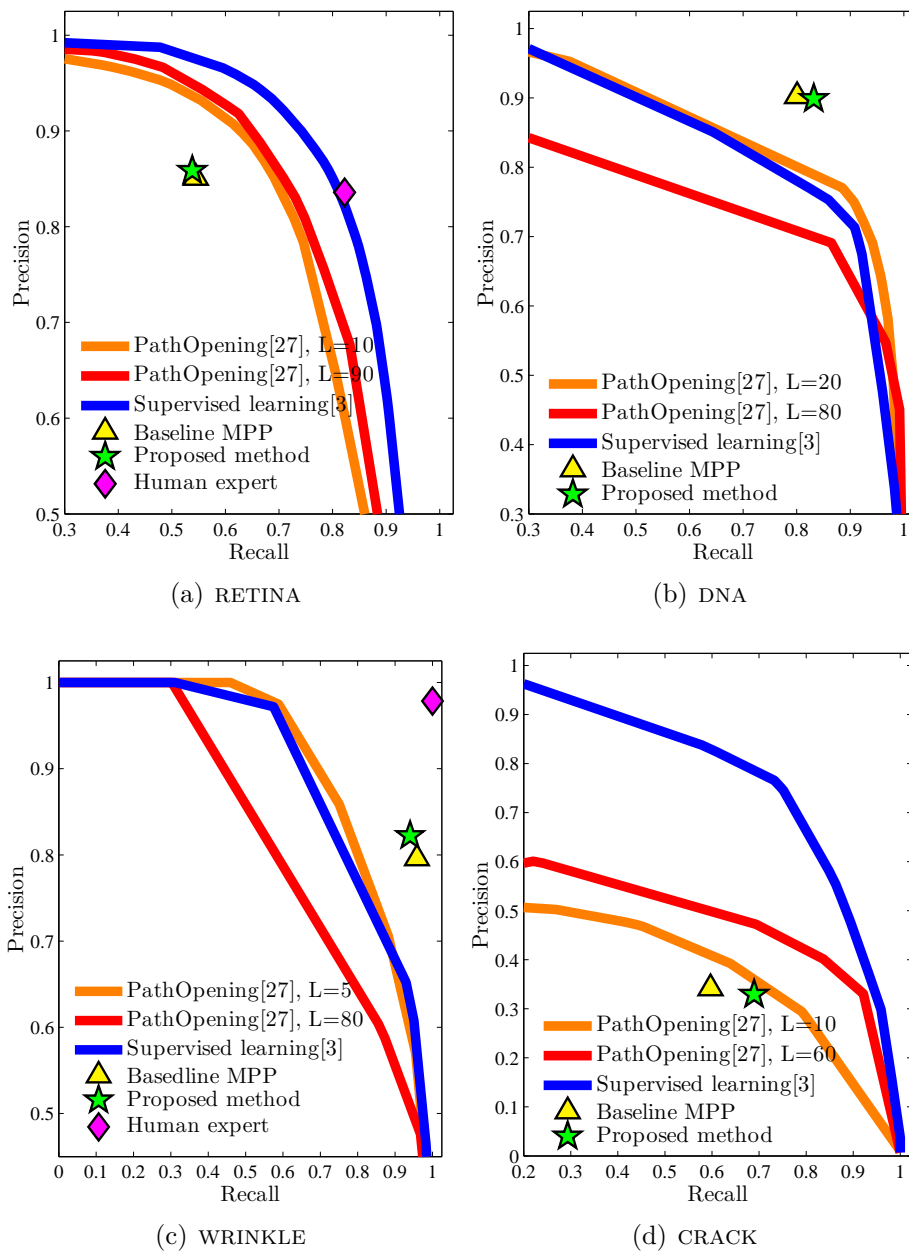 1
0.9
0.8
0.7
0.6
0.5
Precision
PathOpening[27], L=10
PathOpening[27], L=90
Supervised learning[3]
Baseline MPP
Proposed method
Human expert
0.3 0.4 0.5 0.6 0.7 0.8 0.9 1
Recall
(a) RETINA
1
0.9
0.8
0.7
0.6
0.5
0.4
0.3
Precision
PathOpening[27], L=20
PathOpening[27], L=80
Supervised learning[3]
Baseline MPP
Proposed method
0.3 0.4 0.5 0.6 0.7 0.8 0.9 1
Recall
(b) DNA
1
0.9
0.8
0.7
0.6
0.5
Precision
PathOpening[27], L=5
PathOpening[27], L=80
Supervised learning[3]
Basedline MPP
Proposed method
Human expert
0 0.1 0.2 0.3 0.4 0.5 0.6 0.7 0.8 0.9 1
Recall
(c) WRINKLE
1
0.9
0.8
0.7
0.6
0.5
0.4
0.3
0.2
0.1
0
Precision
PathOpening[27], L=10
PathOpening[27], L=60
Supervised learning[3]
Baseline MPP
Proposed method
0.2 0.3 0.4 0.5 0.6 0.7 0.8 0.9 1
Recall
(d) CRACK